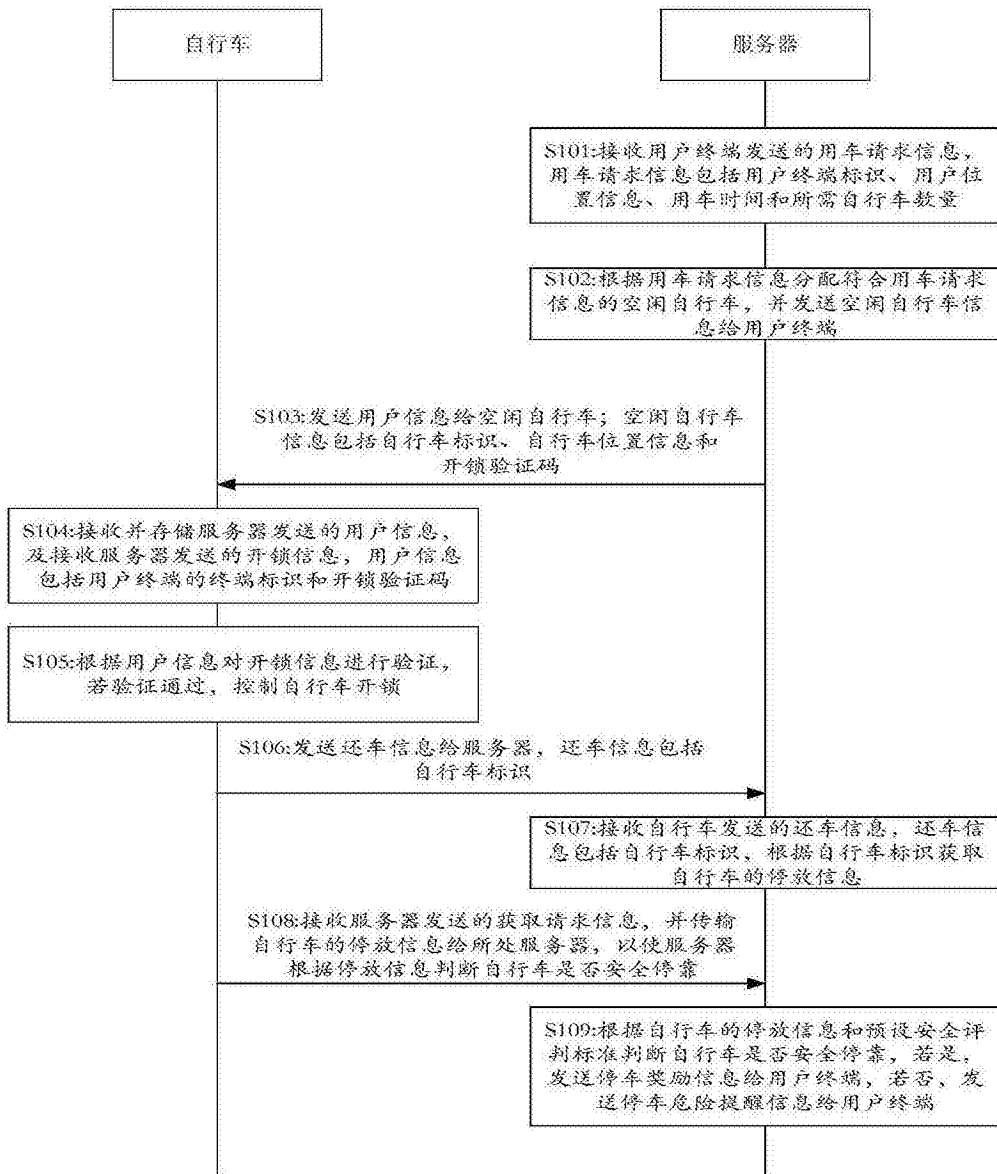 自行车
服务器
S101:接收用户终端发送的用车请求信息，
用车请求信息包括用户终端标识、用户位
置信息、用车时间和所需自行车数量
S102:根据用车请求信息分配符合用车请求
信息的空闲自行车，并发送空闲自行车信
息给用户终端
S103:发送用户信息给空闲自行车；空闲自行车
信息包括自行车标识、自行车位置信息和
开锁验证码
S104:接收并存储服务器发送的用户信息、
及接收服务器发送的开锁信息，用户信息
包括用户终端的终端标识和开锁验证码
S105:根据用户信息对开锁信息进行验证，
若验证通过，控制自行车开锁
S106:发送还车信息给服务器，还车信息包括
自行车标识
S107:接收自行车发送的还车信息，还车信
息包括自行车标识，根据自行车标识获取
自行车的停放信息
S108:接收服务器发送的获取请求信息，并传输
自行车的停放信息给所处服务器，以使服务器
根据停放信息判断自行车是否安全停靠
S109:根据自行车的停放信息和预设安全评
判标准判断自行车是否安全停靠，若是，
发送停车奖励信息给用户终端，若否，发
送停车危险提醒信息给用户终端